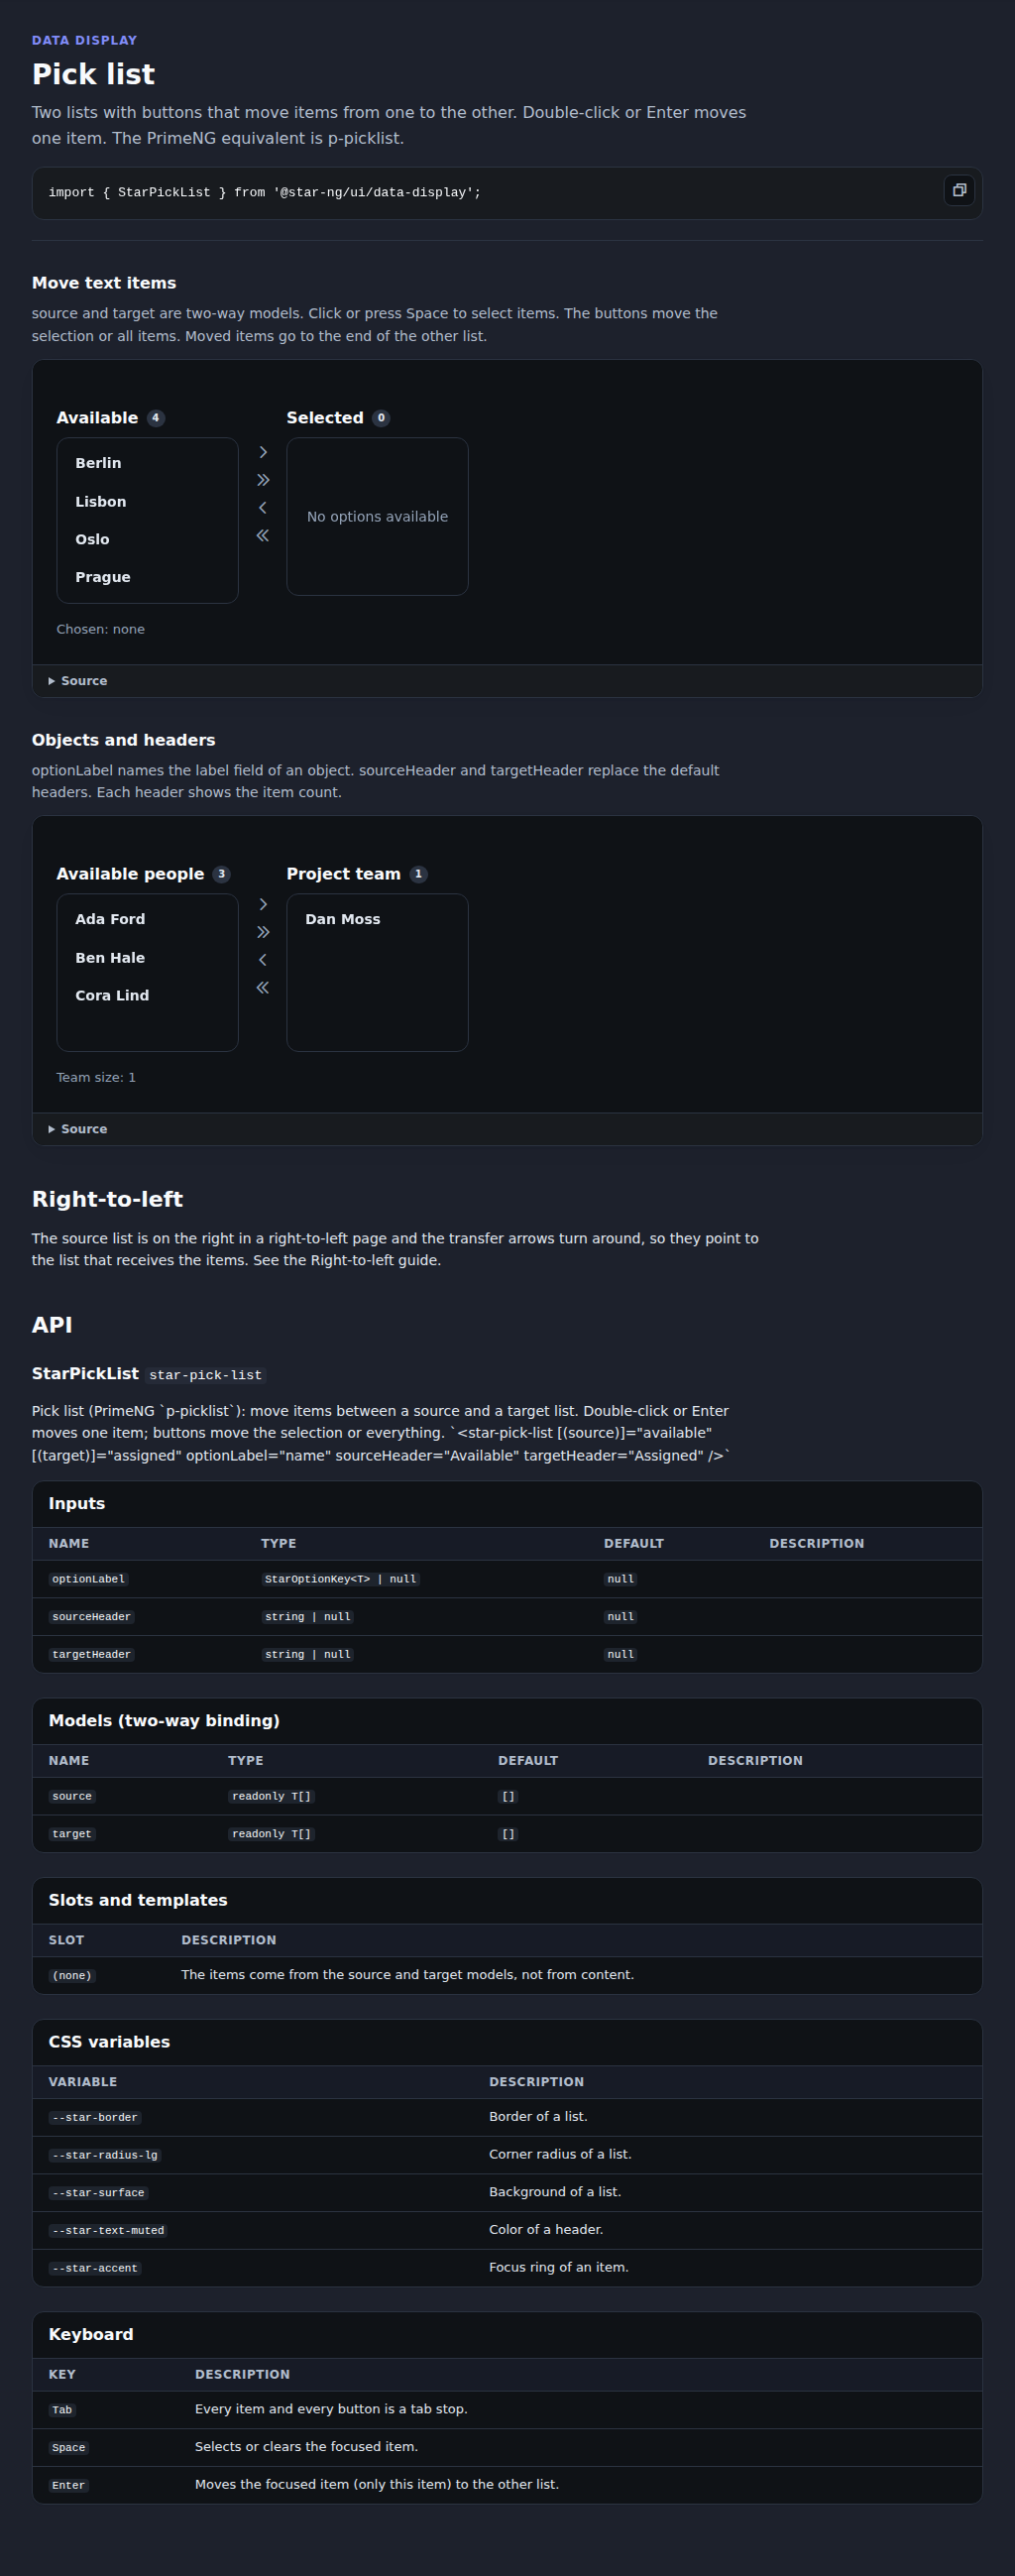 DATA DISPLAY
Pick list
Two lists with buttons that move items from one to the other. Double-click or Enter moves
one item. The PrimeNG equivalent is p-picklist.
import { StarPickList } from '@star-ng/ui/data-display';
Move text items
source and target are two-way models. Click or press Space to select items. The buttons move the
selection or all items. Moved items go to the end of the other list.
Available 4
Selected 0
Berlin
Lisbon
Oslo
Prague
No options available
Chosen: none
Source
Objects and headers
optionLabel names the label field of an object. sourceHeader and targetHeader replace the default
headers. Each header shows the item count.
Available people 3
Project team 1
Ada Ford
Ben Hale
Cora Lind
Dan Moss
Team size: 1
Source
Right-to-left
The source list is on the right in a right-to-left page and the transfer arrows turn around, so they point to
the list that receives the items. See the Right-to-left guide.
API
StarPickList star-pick-list
Pick list (PrimeNG `p-picklist`): move items between a source and a target list. Double-click or Enter
moves one item; buttons move the selection or everything. `<star-pick-list [(source)]="available"
[(target)]="assigned" optionLabel="name" sourceHeader="Available" targetHeader="Assigned" />`
Inputs
NAME TYPE DEFAULT DESCRIPTION
optionLabel StarOptionKey<T> | null null
sourceHeader string | null null
targetHeader string | null null
Models (two-way binding)
NAME TYPE DEFAULT DESCRIPTION
source readonly T[] []
target readonly T[] []
Slots and templates
SLOT DESCRIPTION
(none) The items come from the source and target models, not from content.
CSS variables
VARIABLE DESCRIPTION
--star-border Border of a list.
--star-radius-lg Corner radius of a list.
--star-surface Background of a list.
--star-text-muted Color of a header.
--star-accent Focus ring of an item.
Keyboard
KEY DESCRIPTION
Tab Every item and every button is a tab stop.
Space Selects or clears the focused item.
Enter Moves the focused item (only this item) to the other list.